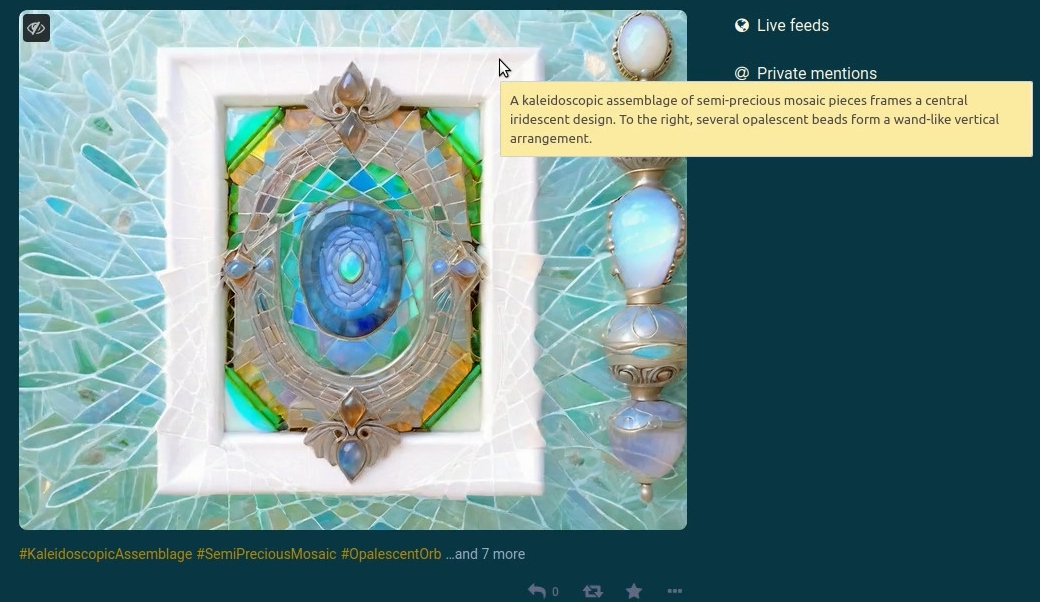 Live feeds
Private mentions
A kaleidoscopic assemblage of semi-precious mosaic pieces frames a central
iridescent design. To the right, several opalescent beads form a wand-like vertical
arrangement.
#KaleidoscopicAssemblage #SemiPreciousMosaic #OpalescentOrb …and 7 more
0